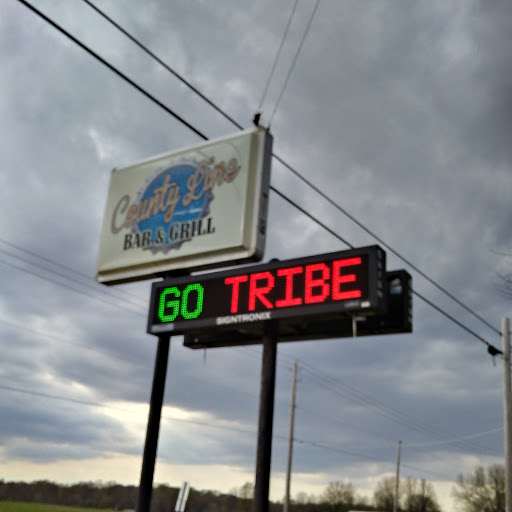 County Line
BAR & GRILL
GO TRIBE
SIGNTRONIX